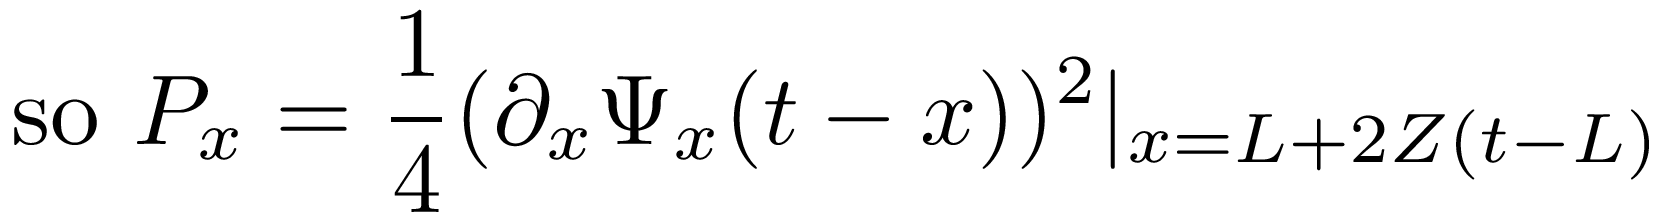 so $P_x = \frac{1}{4}(\partial_x \Psi_x(t-x))^2|_{x=L+2Z(t-L)}$